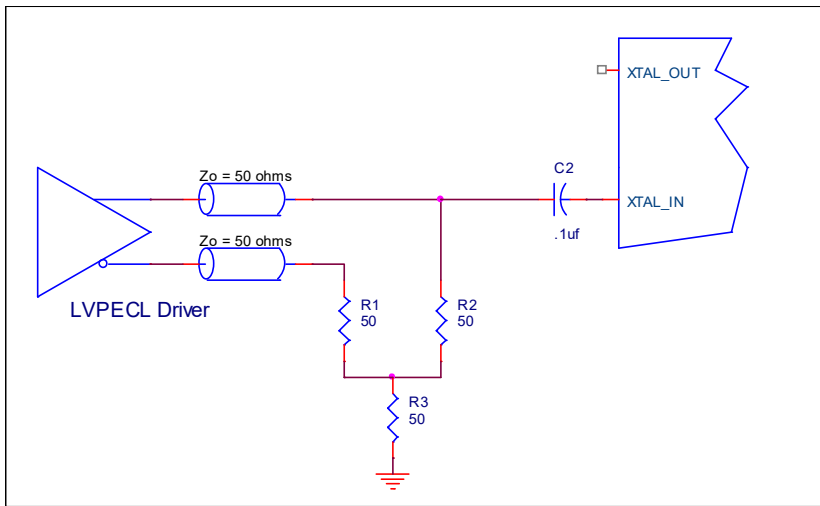 XTAL_OUT
Zo = 50 ohms
C2
XTAL_IN
.1uf
Zo = 50 ohms
LVPECL Driver
R1
50
R2
50
R3
50